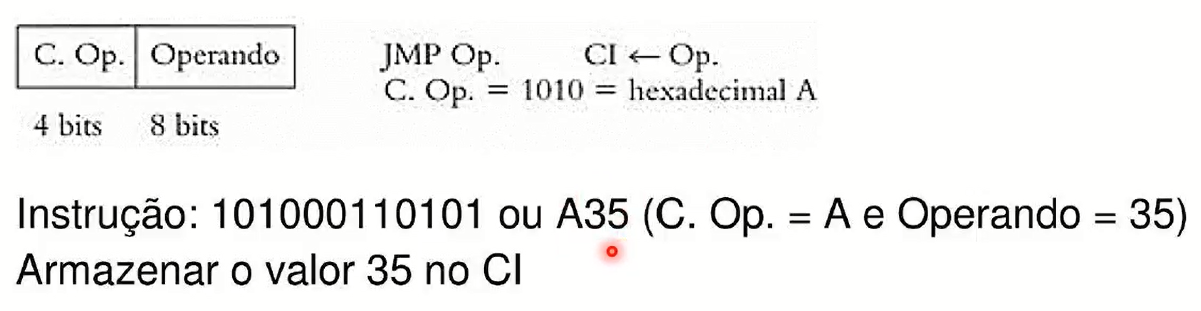 C. Op. Operando JMP Op. CI ← Op.
C. Op. = 1010 = hexadecimal A
4 bits 8 bits
Instrução: 101000110101 ou A35 (C. Op. = A e Operando = 35)
Armazenar o valor 35 no CI